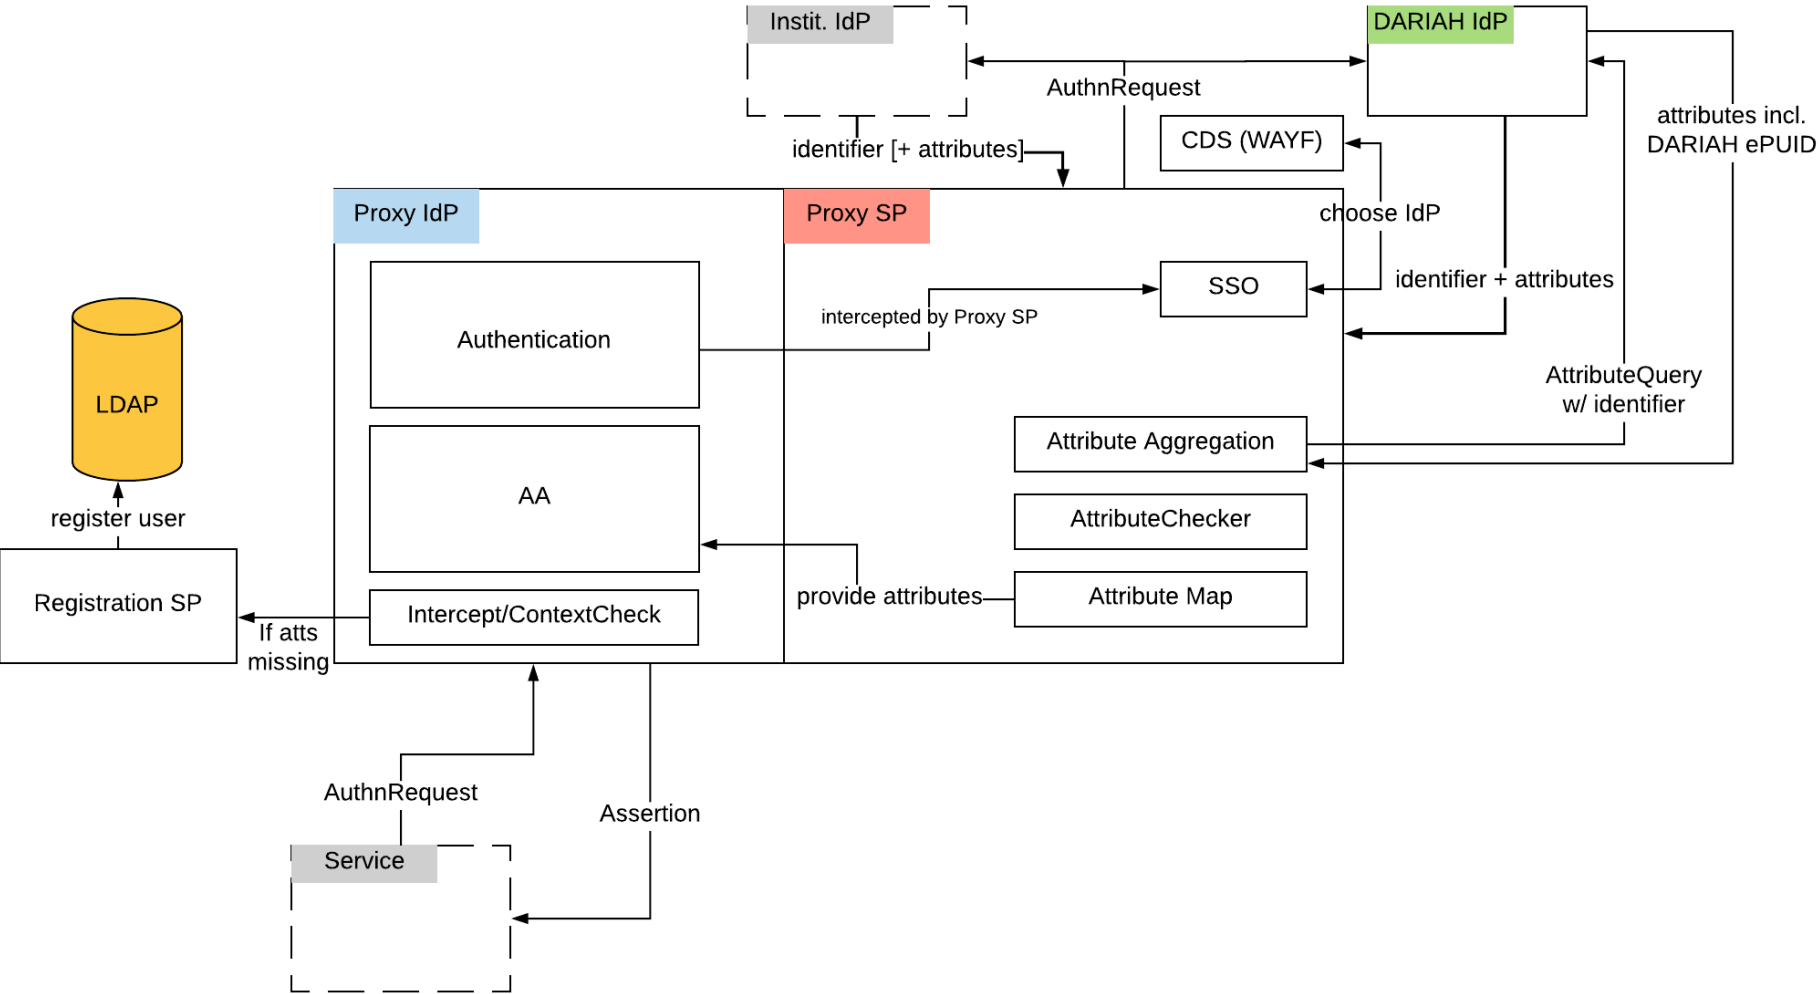 Instit. IdP
DARIAH IdP
AuthnRequest
attributes incl.
DARIAH ePUID
CDS (WAYF)
identifier [+ attributes]
Proxy IdP
Proxy SP
choose IdP
SSO
identifier + attributes
intercepted by Proxy SP
Authentication
LDAP
AttributeQuery
w/ identifier
Attribute Aggregation
AA
register user
AttributeChecker
Registration SP
provide attributes
Attribute Map
Intercept/ContextCheck
If atts
missing
AuthnRequest
Assertion
Service